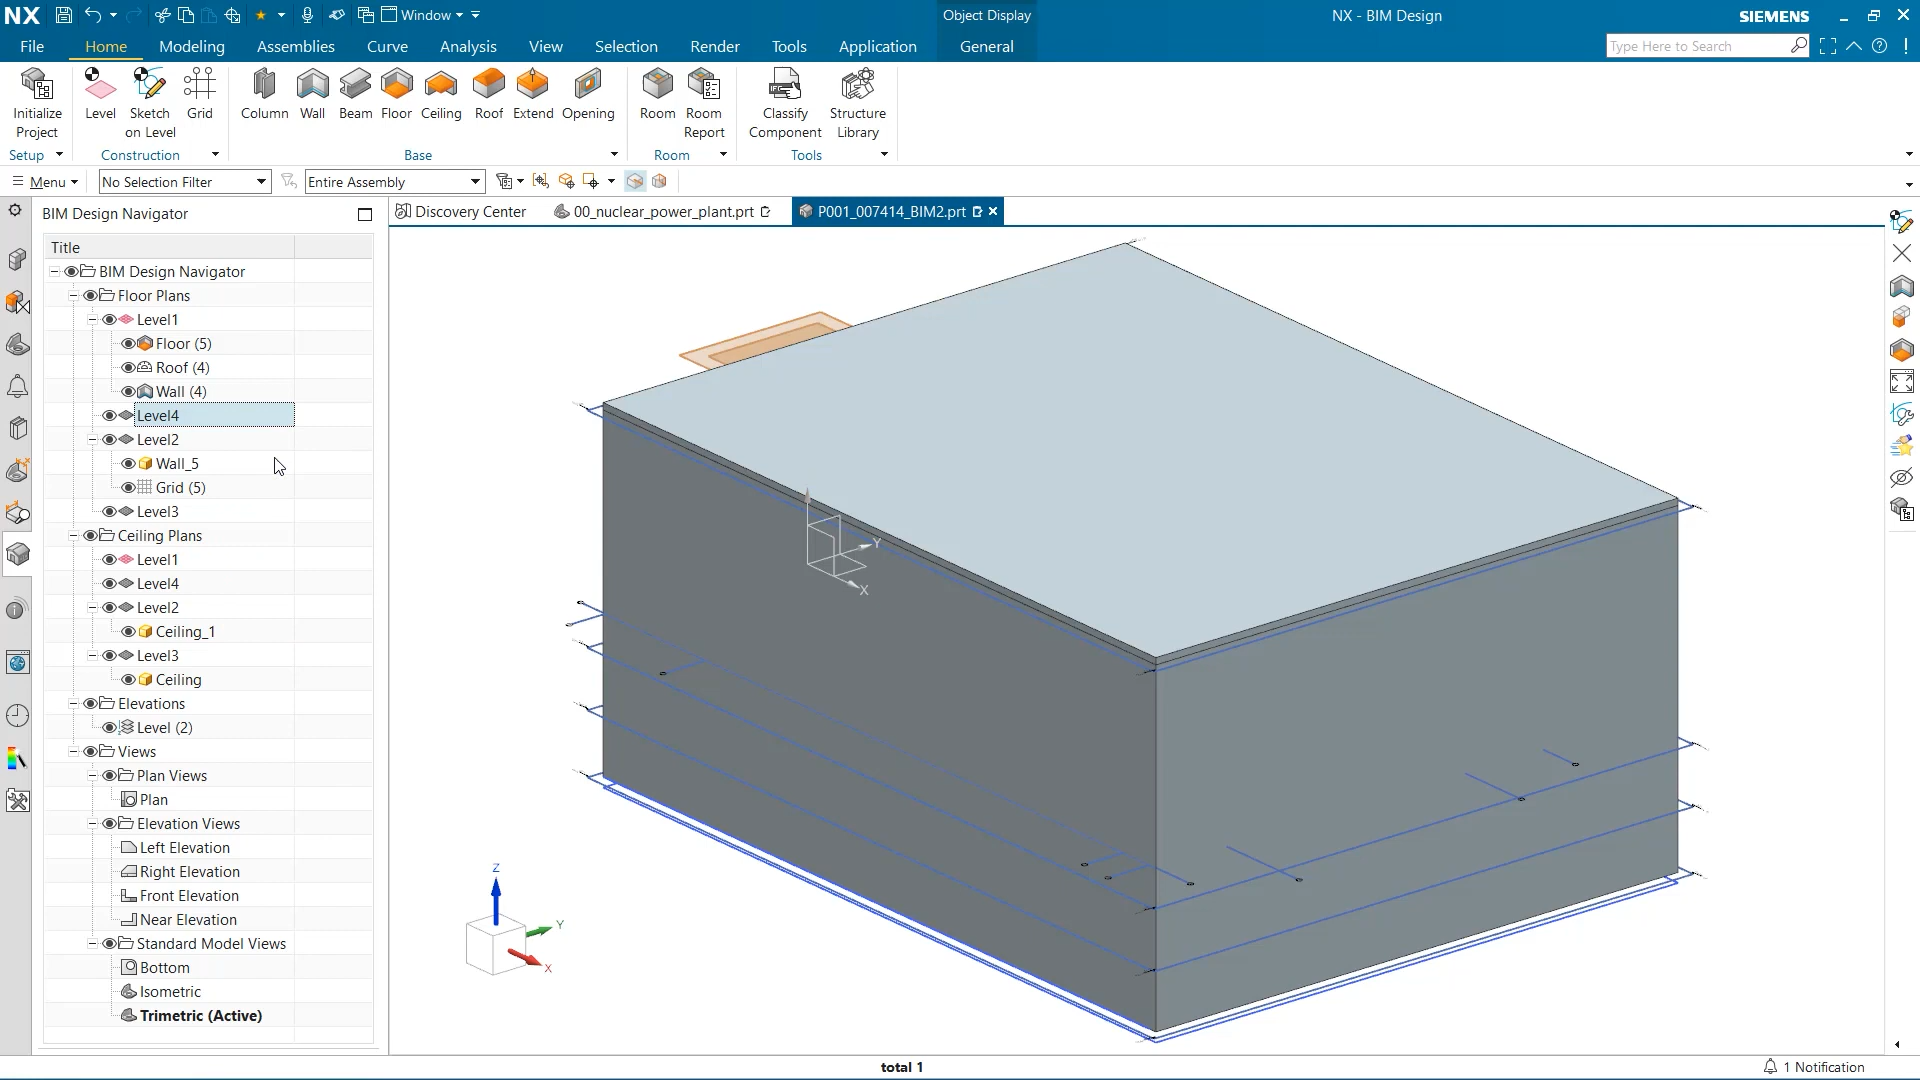 NX
Window
Object Display
NX - BIM Design
SIEMENS
File
Home
Modeling
Assemblies
Curve
Analysis
View
Selection
Render
Tools
Application
General
Type Here to Search
Initialize Project
Level
Sketch on Level
Grid
Column
Wall
Beam
Floor
Ceiling
Roof
Extend
Opening
Room
Room Report
Classify Component
Structure Library
Setup
Construction
Base
Room
Tools
Menu
No Selection Filter
Entire Assembly
BIM Design Navigator
Discovery Center
00_nuclear_power_plant.prt
P001_007414_BIM2.prt
Title
BIM Design Navigator
Floor Plans
Level1
Floor (5)
Roof (4)
Wall (4)
Level4
Level2
Wall_5
Grid (5)
Level3
Ceiling Plans
Level1
Level4
Level2
Ceiling_1
Level3
Ceiling
Elevations
Level (2)
Views
Plan Views
Plan
Elevation Views
Left Elevation
Right Elevation
Front Elevation
Near Elevation
Standard Model Views
Bottom
Isometric
Trimetric (Active)
Y
X
Z
Y
X
total 1
1 Notification